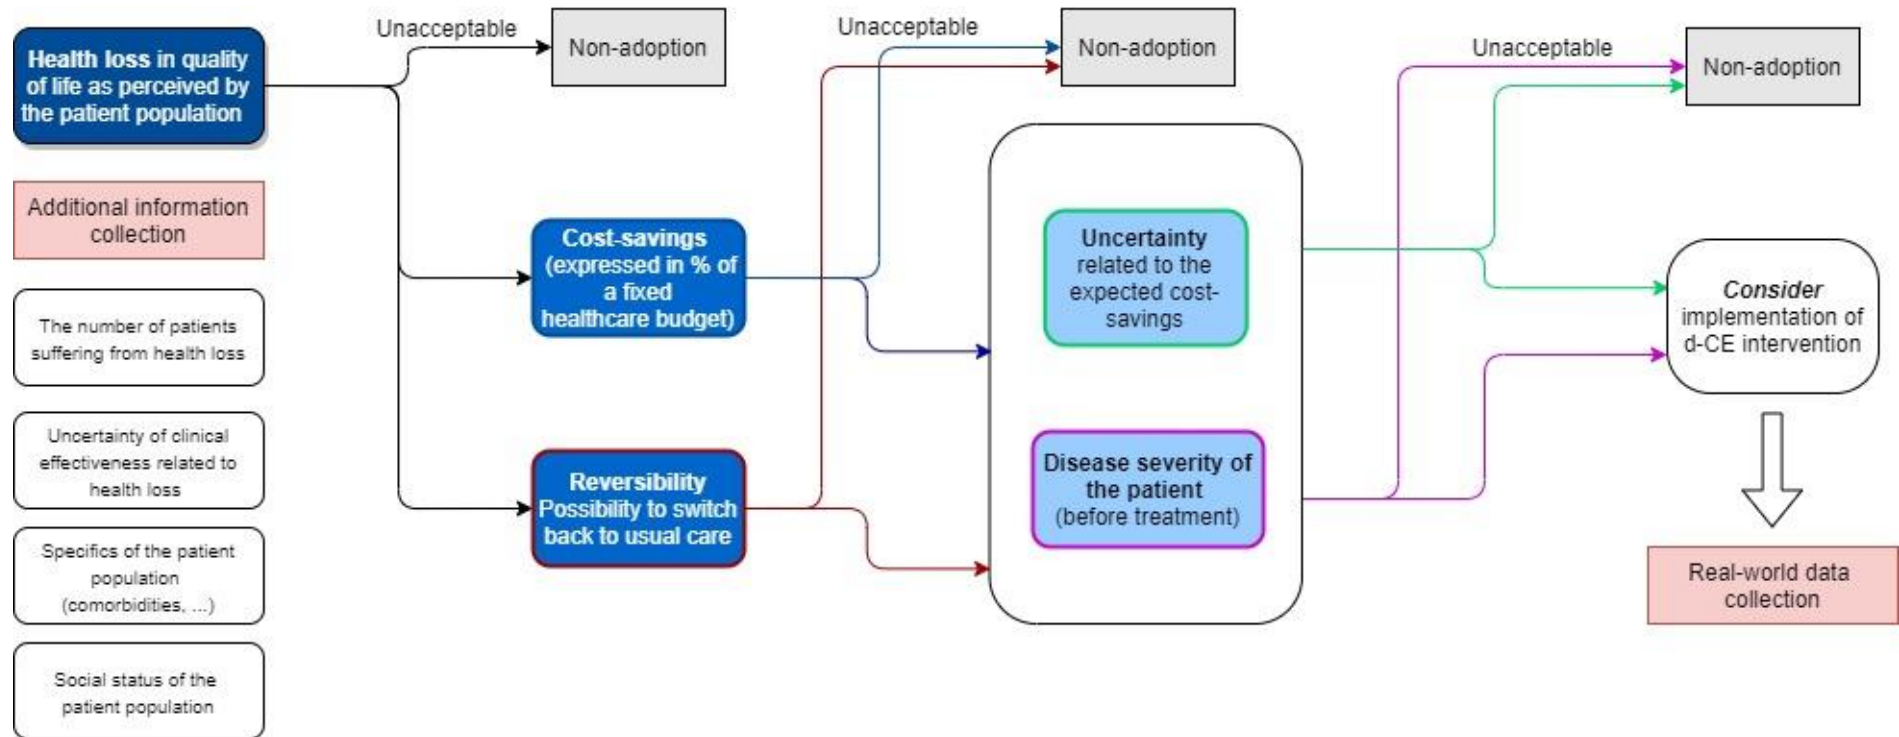 Health loss in quality
of life as perceived by
the patient population
Additional information
collection
The number of patients
suffering from health loss
Uncertainty of clinical
effectiveness related to
health loss
Specifics of the patient
population
(comorbidities, ...)
Social status of the
patient population
Unacceptable
Non-adoption
Cost-savings
(expressed in % of
a fixed
healthcare budget)
Reversibility
Possibility to switch
back to usual care
Unacceptable
Non-adoption
Uncertainty
related to the
expected cost-
savings
Disease severity of
the patient
(before treatment)
Unacceptable
Non-adoption
Consider
implementation of
d-CE intervention
Real-world data
collection